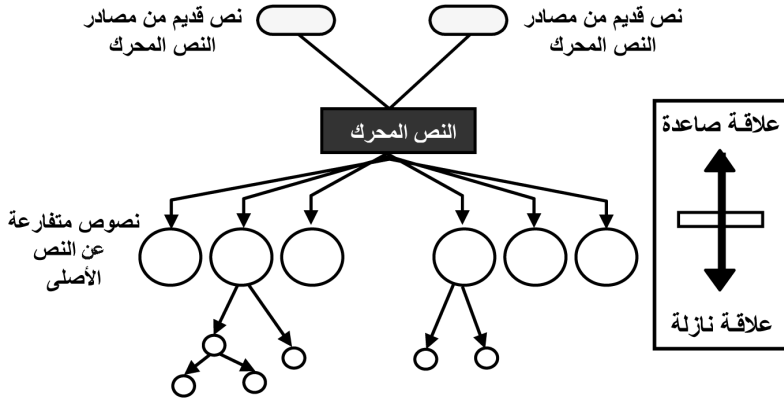 نص قديم من مصادر
النص المحرك
نص قديم من مصادر
النص المحرك
النص المحرك
علاقة صاعدة
نصوص متفارعة
عن النص
الأصلى
علاقة نازلة